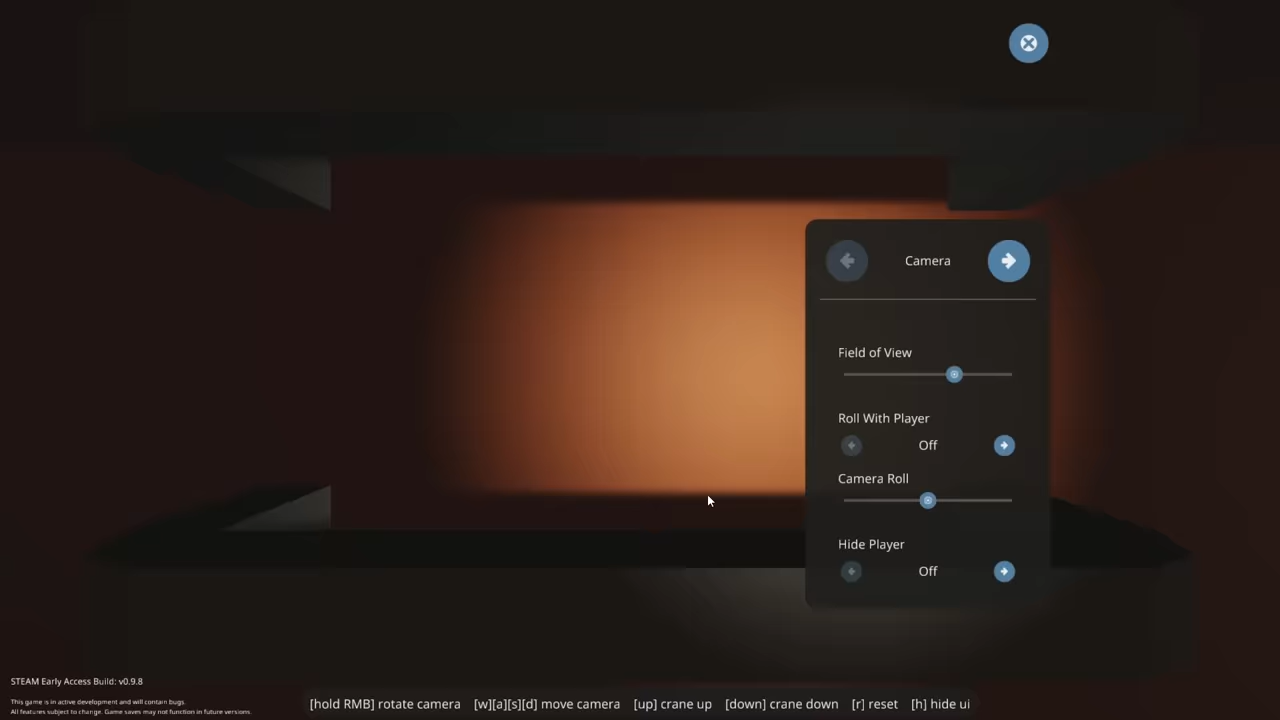 Camera
Field of View
Roll With Player
Off
Camera Roll
Hide Player
Off
STEAM Early Access Build: v0.9.8
This game is in active development and will contain bugs.
All features subject to change. Game saves may not function in future versions.
[hold RMB] rotate camera [w][a][s][d] move camera [up] crane up [down] crane down [r] reset [h] hide ui